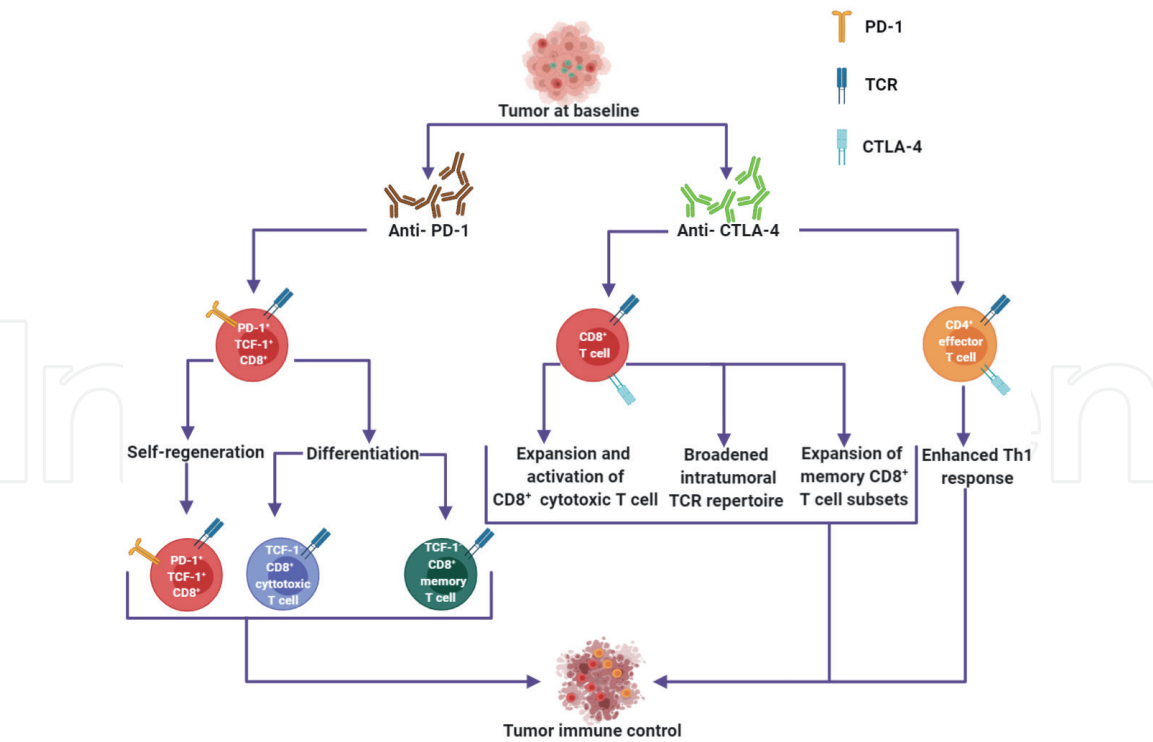 PD-1
TCR
CTLA-4
Tumor at baseline
Anti- PD-1
Anti- CTLA-4
PD-1⁺
TCF-1⁺
CD8⁺
CD8⁺
T cell
CD4⁺
effector
T cell
Self-regeneration
Differentiation
Expansion and
activation of
CD8⁺ cytotoxic T cell
Broadened
intratumoral
TCR repertoire
Expansion of
memory CD8⁺
T cell subsets
Enhanced Th1
response
PD-1⁺
TCF-1⁺
CD8⁺
TCF-1⁻
CD8⁺
cyttotoxic
T cell
TCF-1⁻
CD8⁺
memory
T cell
Tumor immune control